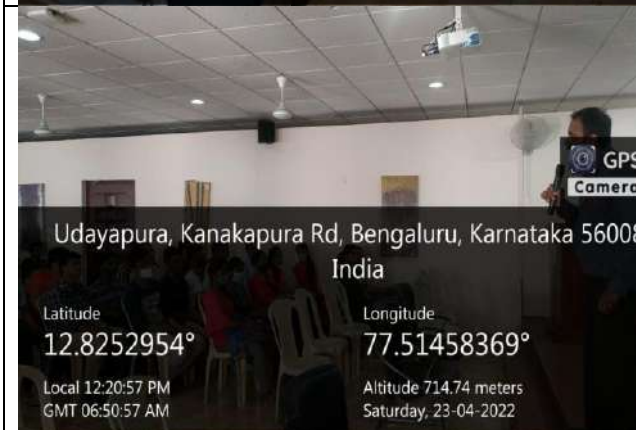 GPS
Camera
Udayapura, Kanakapura Rd, Bengaluru, Karnataka 56008
India
Latitude
12.8252954°
Longitude
77.51458369°
Local 12:20:57 PM
GMT 06:50:57 AM
Altitude 714.74 meters
Saturday, 23-04-2022